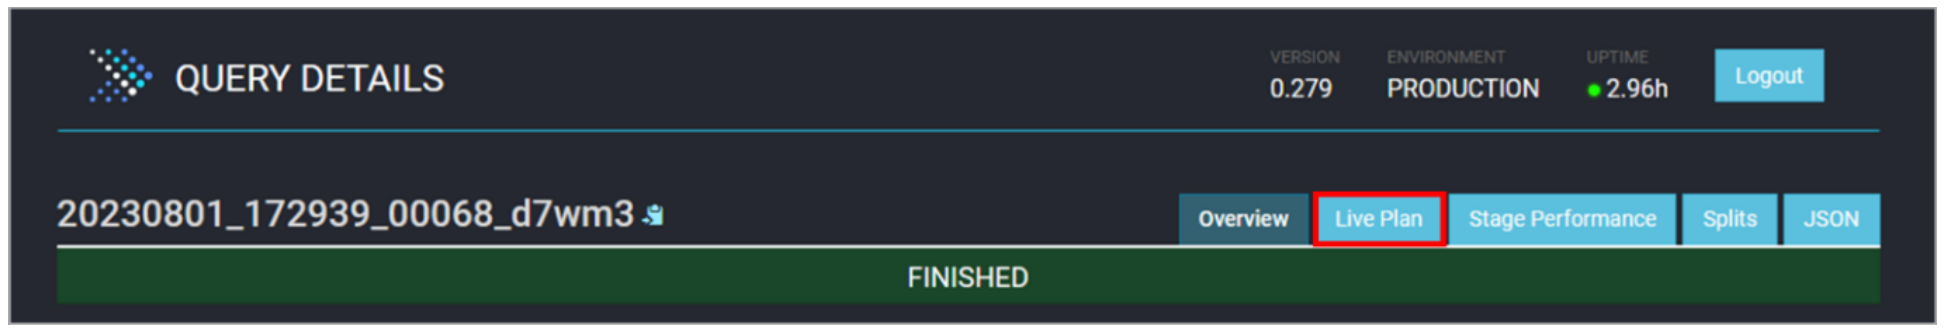 QUERY DETAILS
VERSION ENVIRONMENT UPTIME
0.279 PRODUCTION 2.96h
Logout
20230801_172939_00068_d7wm3
Overview Live Plan Stage Performance Splits JSON
FINISHED